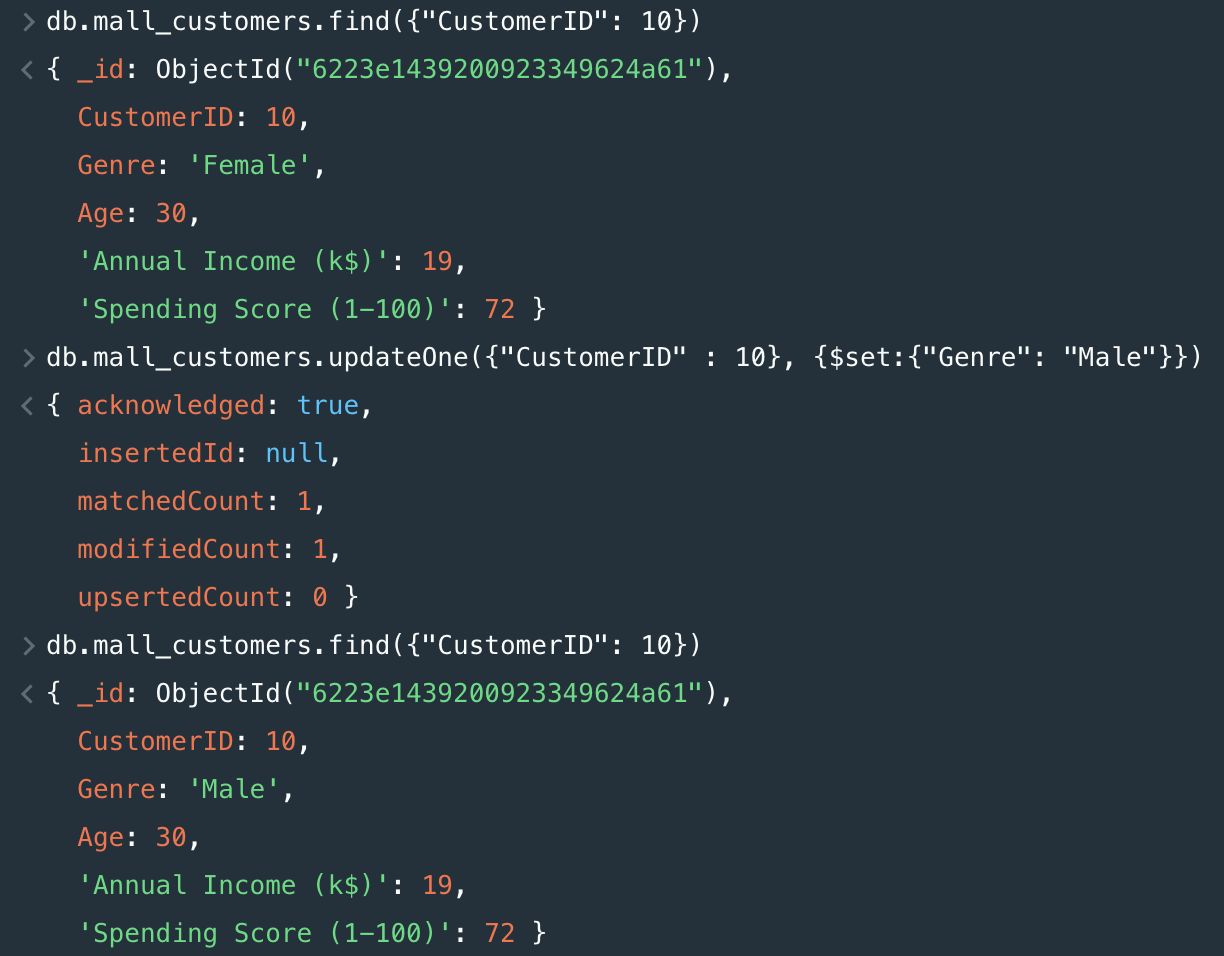 > db.mall_customers.find({"CustomerID": 10})
< { _id: ObjectId("6223e1439200923349624a61"),
CustomerID: 10,
Genre: 'Female',
Age: 30,
'Annual Income (k$)': 19,
'Spending Score (1-100)': 72 }
> db.mall_customers.updateOne({"CustomerID" : 10}, {$set:{"Genre": "Male"}})
< { acknowledged: true,
insertedId: null,
matchedCount: 1,
modifiedCount: 1,
upsertedCount: 0 }
> db.mall_customers.find({"CustomerID": 10})
< { _id: ObjectId("6223e1439200923349624a61"),
CustomerID: 10,
Genre: 'Male',
Age: 30,
'Annual Income (k$)': 19,
'Spending Score (1-100)': 72 }